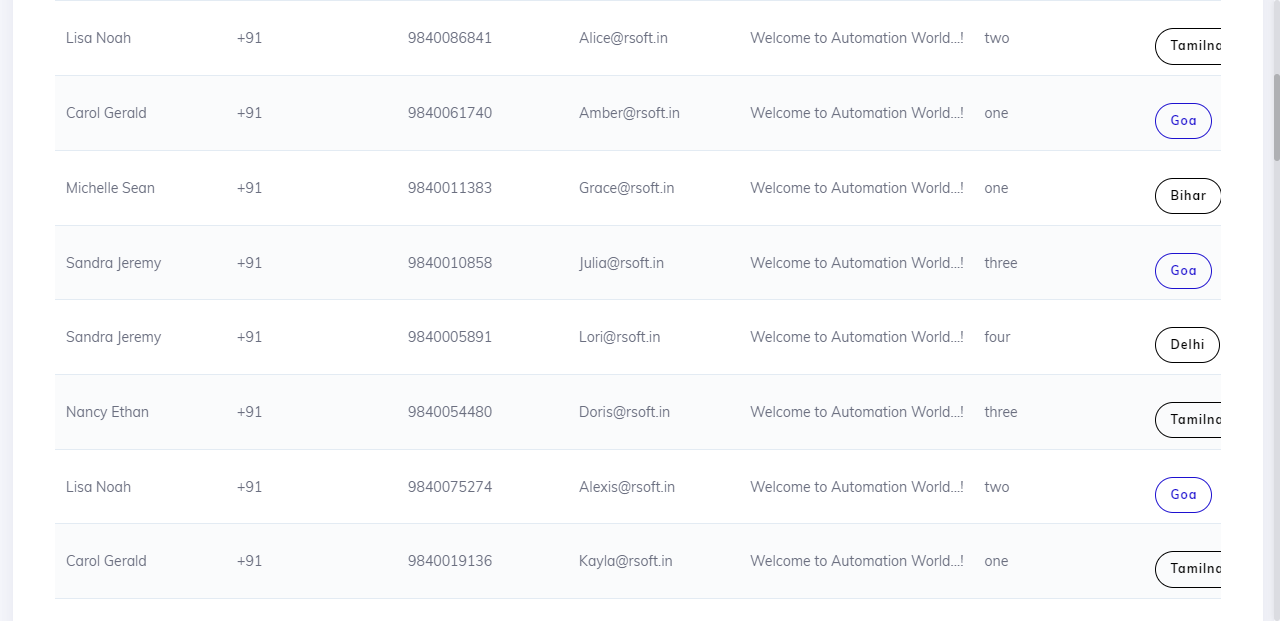 Lisa Noah +91 9840086841 Alice@rsoft.in Welcome to Automation World...! two
Carol Gerald +91 9840061740 Amber@rsoft.in Welcome to Automation World...! one Goa
Michelle Sean +91 9840011383 Grace@rsoft.in Welcome to Automation World...! one Bihar
Sandra Jeremy +91 9840010858 Julia@rsoft.in Welcome to Automation World...! three Goa
Sandra Jeremy +91 9840005891 Lori@rsoft.in Welcome to Automation World...! four Delhi
Nancy Ethan +91 9840054480 Doris@rsoft.in Welcome to Automation World...! three
Lisa Noah +91 9840075274 Alexis@rsoft.in Welcome to Automation World...! two Goa
Carol Gerald +91 9840019136 Kayla@rsoft.in Welcome to Automation World...! one